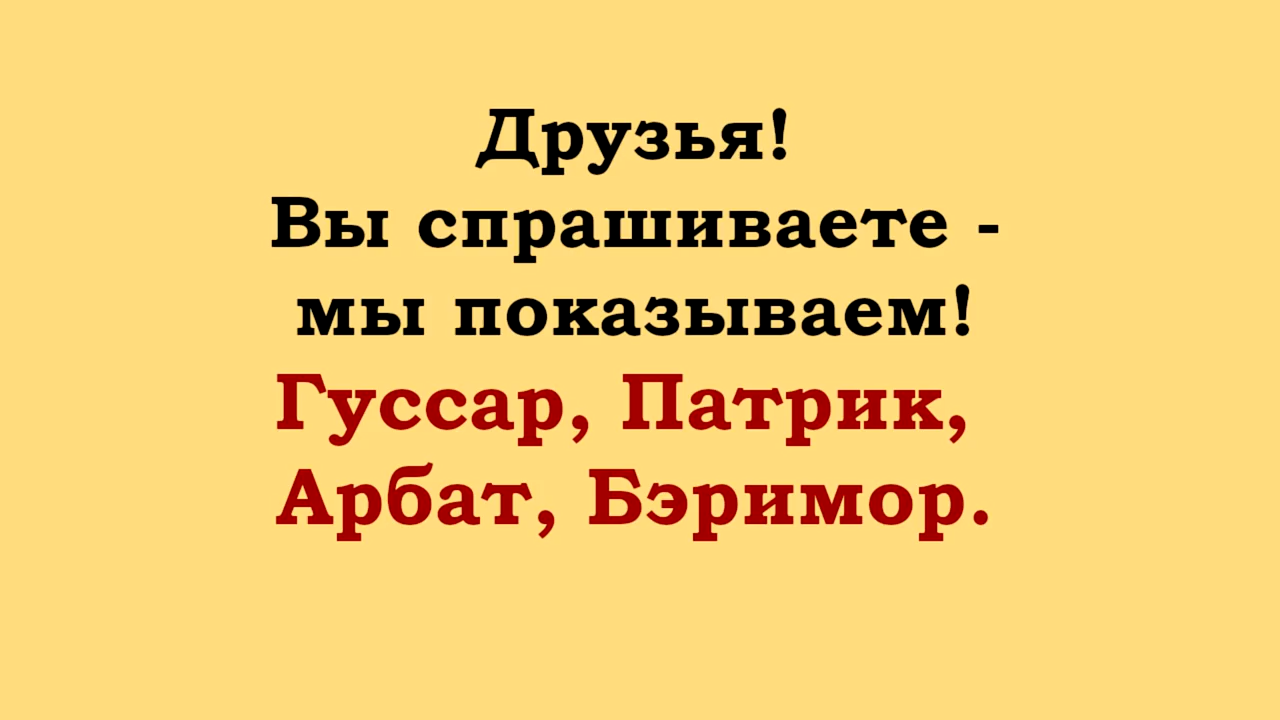 Друзья!
Вы спрашиваете -
мы показываем!
Гуссар, Патрик,
Арбат, Бэримор.